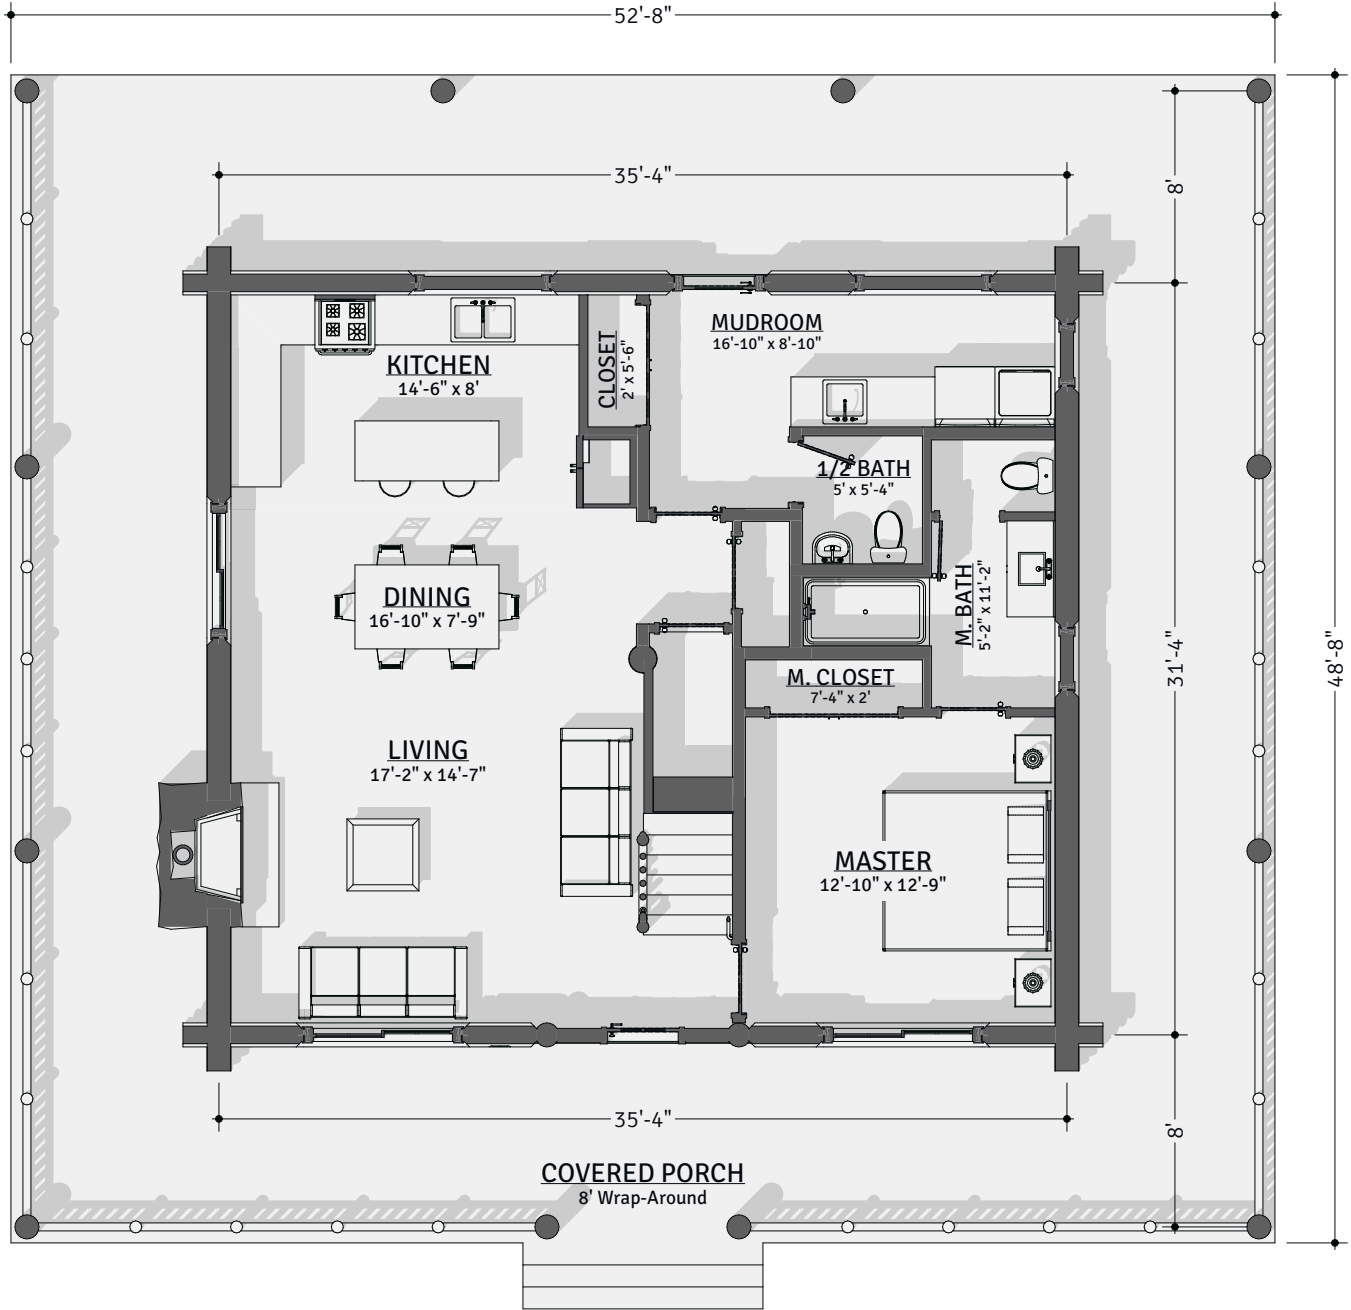 52'-8"
35'-4"
8'
MUDROOM
16'-10" x 8'-10"
KITCHEN
14'-6" x 8'
CLOSET
2' x 5'-6"
1/2 BATH
5' x 5'-4"
DINING
16'-10" x 7'-9"
M. BATH
5'-2" x 11'-2"
31'-4"
48'-8"
M. CLOSET
7'-4" x 2'
LIVING
17'-2" x 14'-7"
MASTER
12'-10" x 12'-9"
35'-4"
8'
COVERED PORCH
8' Wrap-Around